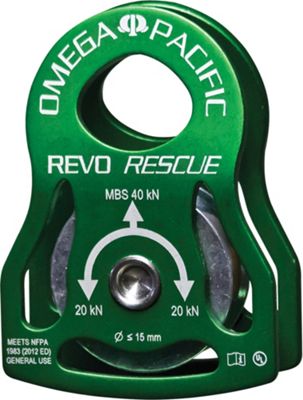 OMEGA PACIFIC
REVO RESCUE
MBS 40 kN
20 kN 20 kN
Ø ≤ 15 mm
MEETS NFPA
1983 (2012 ED)
GENERAL USE
UL